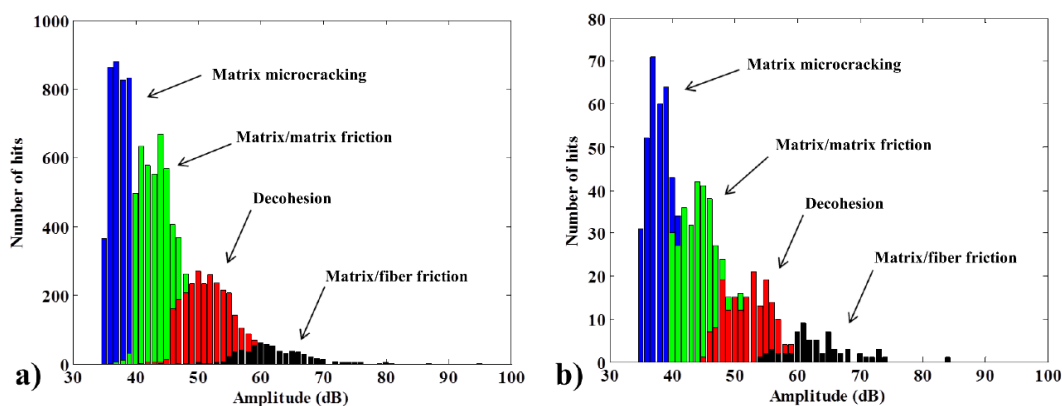 1000
800
600
400
200
0
30 40 50 60 70 80 90 100
Number of hits
Amplitude (dB)
Matrix microcracking
Matrix/matrix friction
Decohesion
Matrix/fiber friction
a)
80
70
60
50
40
30
20
10
0
30 40 50 60 70 80 90 100
Number of hits
Amplitude (dB)
Matrix microcracking
Matrix/matrix friction
Decohesion
Matrix/fiber friction
b)